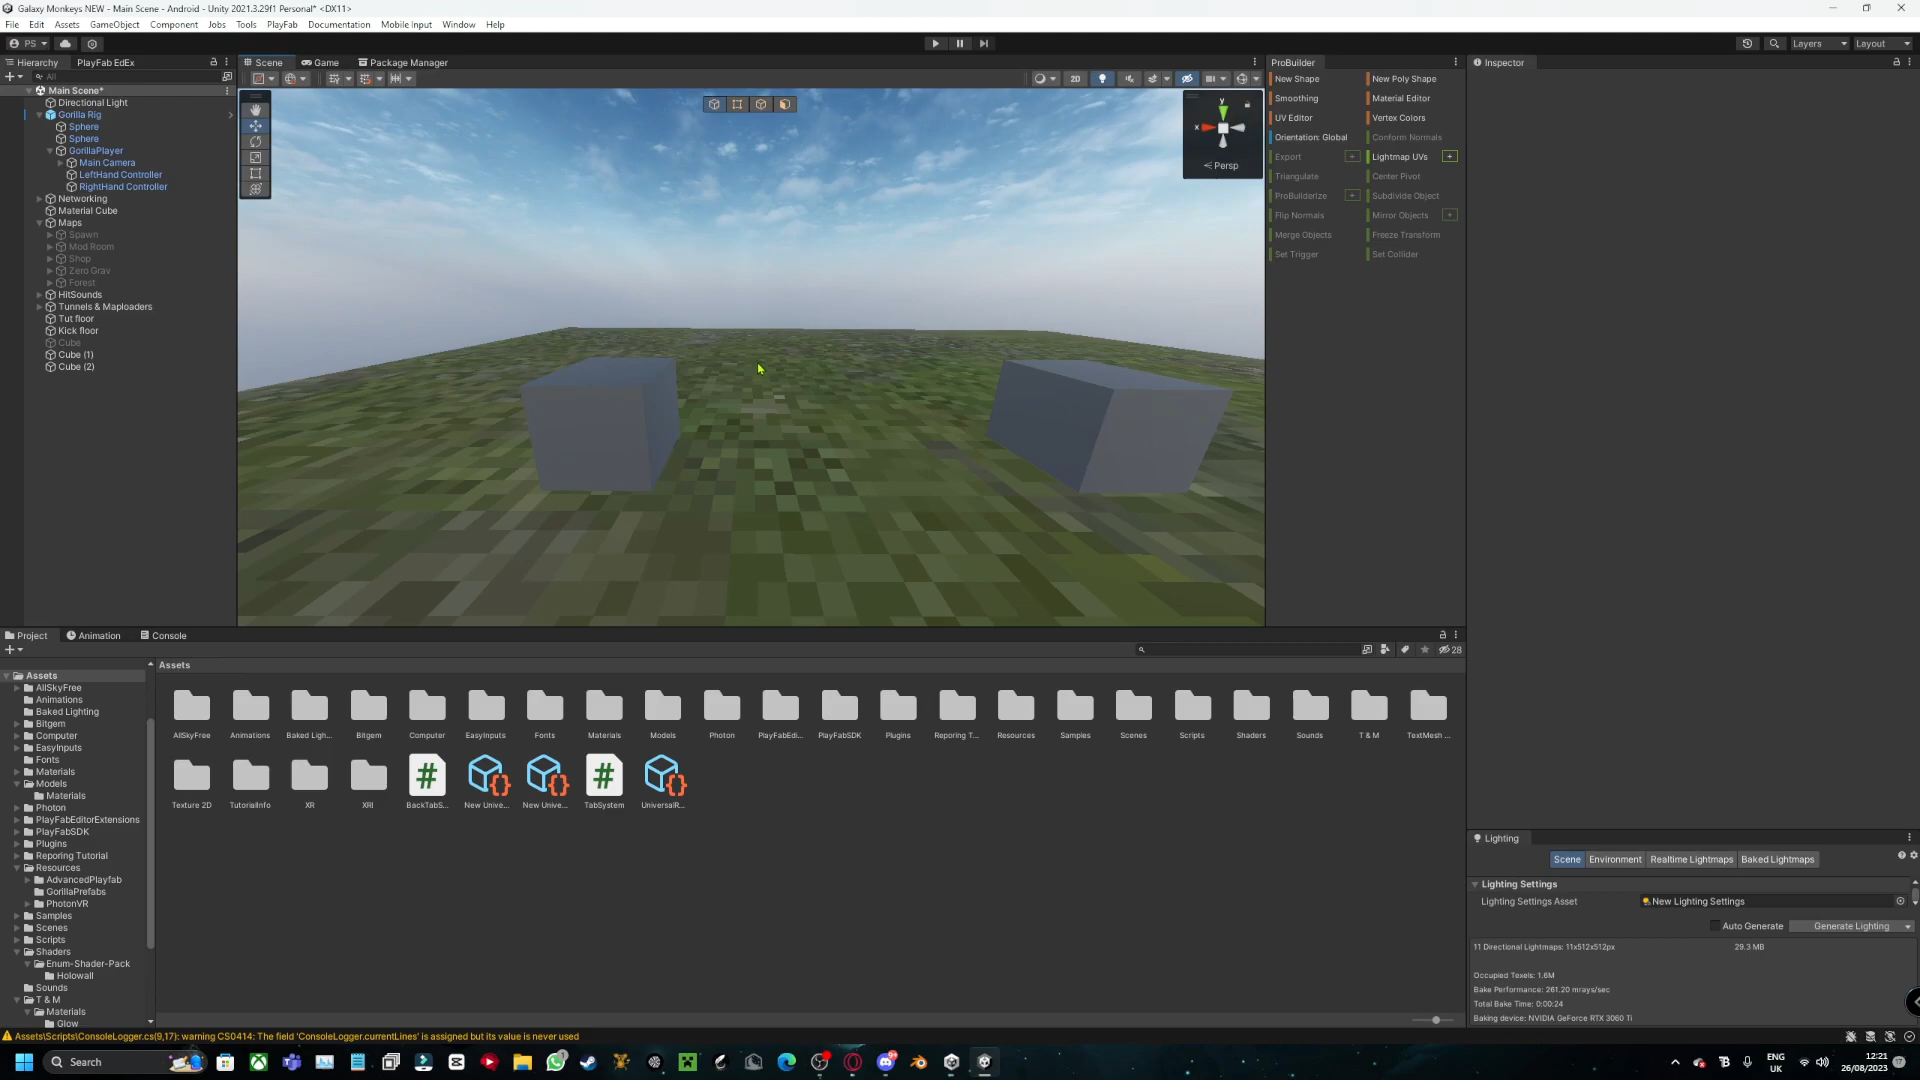 Galaxy Monkeys NEW - Main Scene - Android - Unity 2021.3.29f1 Personal* <DX11>
File Edit Assets GameObject Component Jobs Tools PlayFab Documentation Mobile Input Window Help
PS
Layers Layout
Hierarchy PlayFab EdEx
All
Main Scene*
Directional Light
Gorilla Rig
Sphere
Sphere
GorillaPlayer
Main Camera
LeftHand Controller
RightHand Controller
Networking
Material Cube
Maps
Spawn
Mod Room
Shop
Zero Grav
Forest
HitSounds
Tunnels & Maploaders
Tut floor
Kick floor
Cube
Cube (1)
Cube (2)
Scene Game Package Manager
2D
y
x
Persp
ProBuilder
New Shape New Poly Shape
Smoothing Material Editor
UV Editor Vertex Colors
Orientation: Global Conform Normals
Export + Lightmap UVs +
Triangulate Center Pivot
ProBuilderize + Subdivide Object
Flip Normals Mirror Objects +
Merge Objects Freeze Transform
Set Trigger Set Collider
Inspector
Project Animation Console
28
Assets
AllSkyFree
Animations
Baked Lighting
Bitgem
Computer
EasyInputs
Fonts
Materials
Models
Materials
Photon
PlayFabEditorExtensions
PlayFabSDK
Plugins
Reporing Tutorial
Resources
AdvancedPlayfab
GorillaPrefabs
PhotonVR
Samples
Scenes
Scripts
Shaders
Enum-Shader-Pack
Holowall
Sounds
T & M
Materials
Glow
Assets
AllSkyFree Animations Baked Ligh... Bitgem Computer EasyInputs Fonts Materials Models Photon PlayFabEdi... PlayFabSDK Plugins Reporing T... Resources Samples Scenes Scripts Shaders Sounds T & M TextMesh ...
Texture 2D TutorialInfo XR XRI BackTabS... New Unive... New Unive... TabSystem UniversalR...
Lighting
Scene Environment Realtime Lightmaps Baked Lightmaps
Lighting Settings
Lighting Settings Asset New Lighting Settings
Auto Generate Generate Lighting
11 Directional Lightmaps: 11x512x512px 29.3 MB
Occupied Texels: 1.6M
Bake Performance: 261.20 mrays/sec
Total Bake Time: 0:00:24
Baking device: NVIDIA GeForce RTX 3060 Ti
Assets\Scripts\ConsoleLogger.cs(9,17): warning CS0414: The field 'ConsoleLogger.currentLines' is assigned but its value is never used
Search
ENG
UK
12:21
26/08/2023